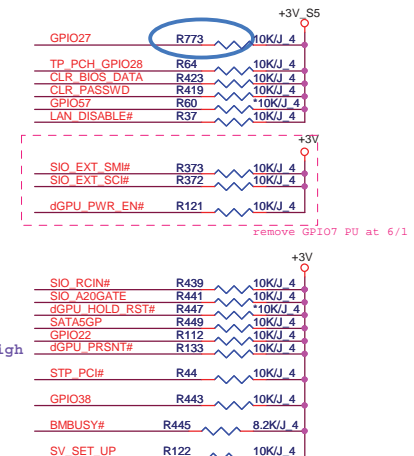 +3V_S5
GPIO27 R773 10K/J_4
TP_PCH_GPIO28 R64 10K/J_4
CLR_BIOS_DATA R423 10K/J_4
CLR_PASSWD R419 10K/J_4
GPIO57 R60 *10K/J_4
LAN_DISABLE# R37 10K/J_4
+3V
SIO_EXT_SMI# R373 10K/J_4
SIO_EXT_SCI# R372 10K/J_4
dGPU_PWR_EN# R121 10K/J_4
remove GPIO7 PU at 6/1
+3V
SIO_RCIN# R439 10K/J_4
SIO_A20GATE R441 10K/J_4
dGPU_HOLD_RST# R447 *10K/J_4
SATA5GP R449 10K/J_4
GPIO22 R112 10K/J_4
igh dGPU_PRSNT# R133 10K/J_4
STP_PCI# R44 10K/J_4
GPIO38 R443 10K/J_4
BMBUSY# R445 8.2K/J_4
SV_SET_UP R122 10K/J_4